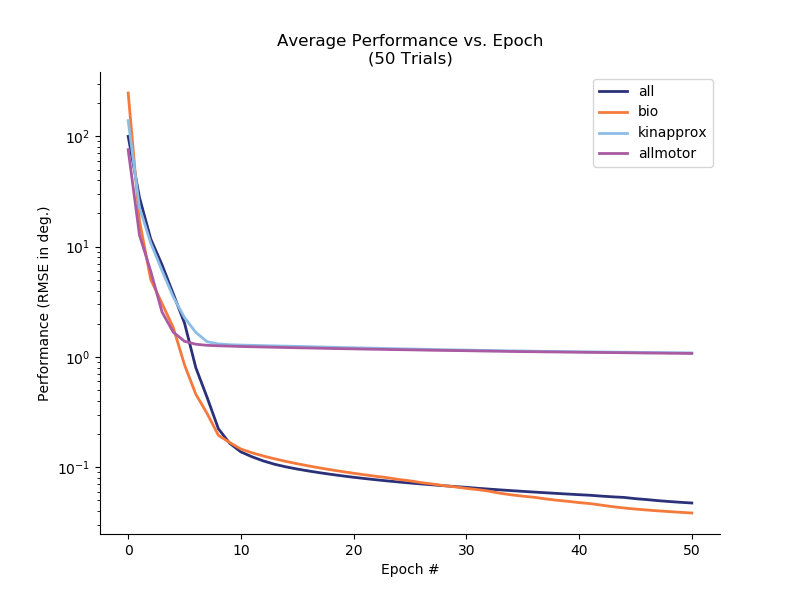 Average Performance vs. Epoch
(50 Trials)
all
bio
kinapprox
allmotor
Performance (RMSE in deg.)
10²
10¹
10⁰
10⁻¹
0 10 20 30 40 50
Epoch #